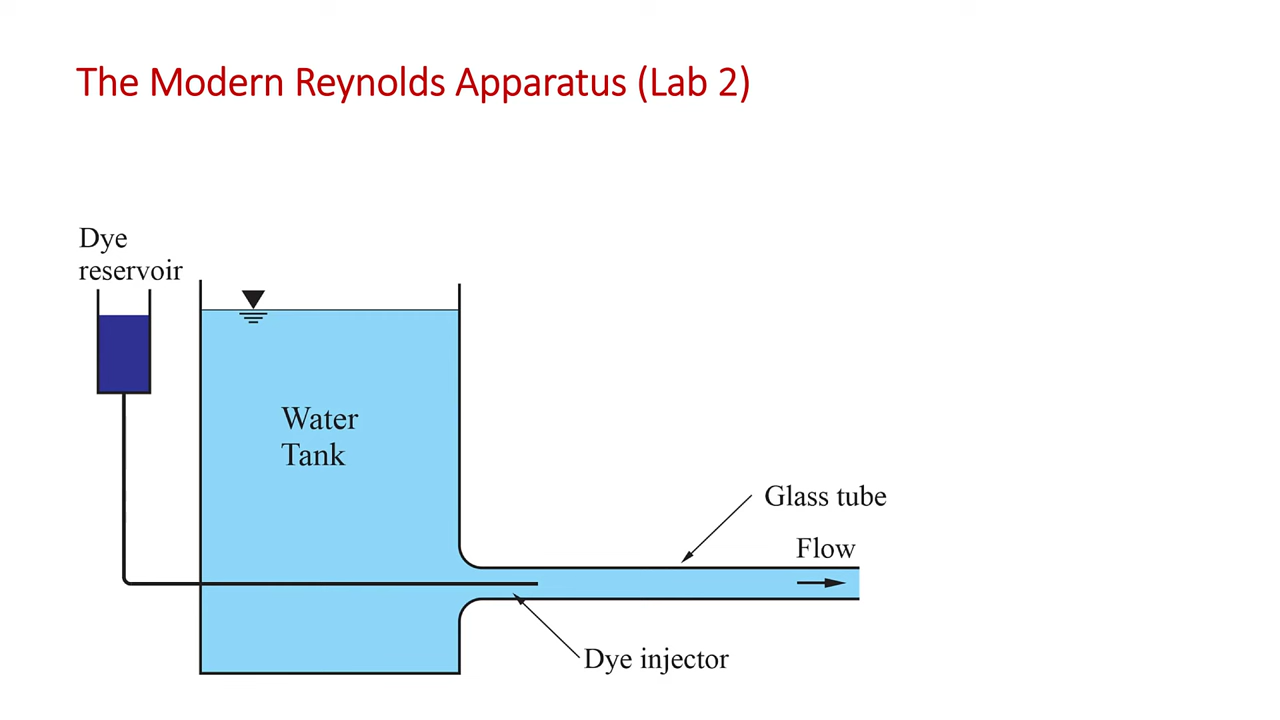 The Modern Reynolds Apparatus (Lab 2)
Dye
reservoir
Water
Tank
Glass tube
Flow
Dye injector